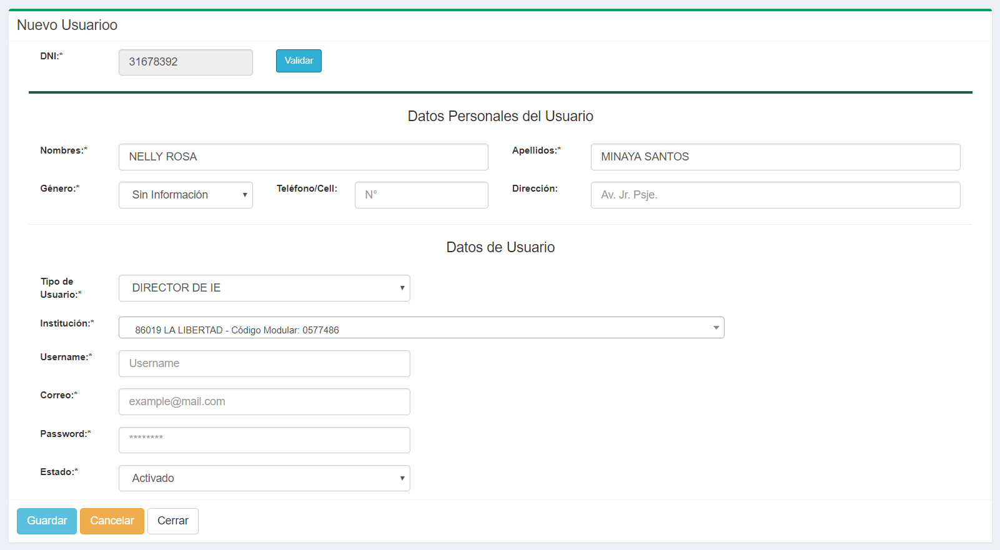 Nuevo Usuarioo
DNI:* 31678392 Validar
Datos Personales del Usuario
Nombres:* NELLY ROSA Apellidos:* MINAYA SANTOS
Género:* Sin Información Teléfono/Cell: N° Dirección: Av. Jr. Psje.
Datos de Usuario
Tipo de
Usuario:* DIRECTOR DE IE
Institución:* 86019 LA LIBERTAD - Código Modular: 0577486
Username:* Username
Correo:* example@mail.com
Password:* ********
Estado:* Activado
Guardar Cancelar Cerrar